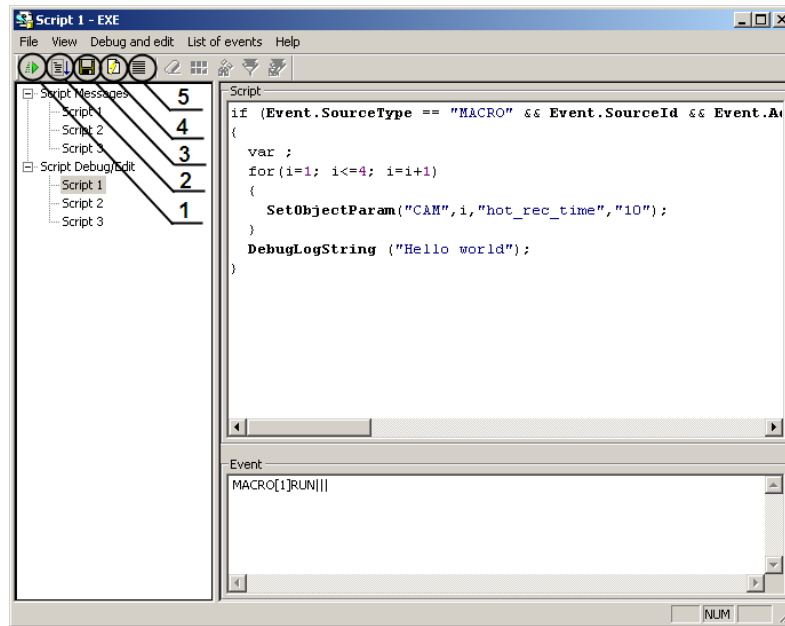 Script 1 - EXE
File View Debug and edit List of events Help
Script Messages
Script 1
Script 2
Script 3
Script Debug/Edit
Script 1
Script 2
Script 3
5
4
3
2
1
Script
if (Event.SourceType == "MACRO" && Event.SourceId && Event.Ac
{
var ;
for(i=1; i<=4; i=i+1)
{
SetObjectParam("CAM",i,"hot_rec_time","10");
}
DebugLogString ("Hello world");
}
Event
MACRO[1]RUN|||
NUM